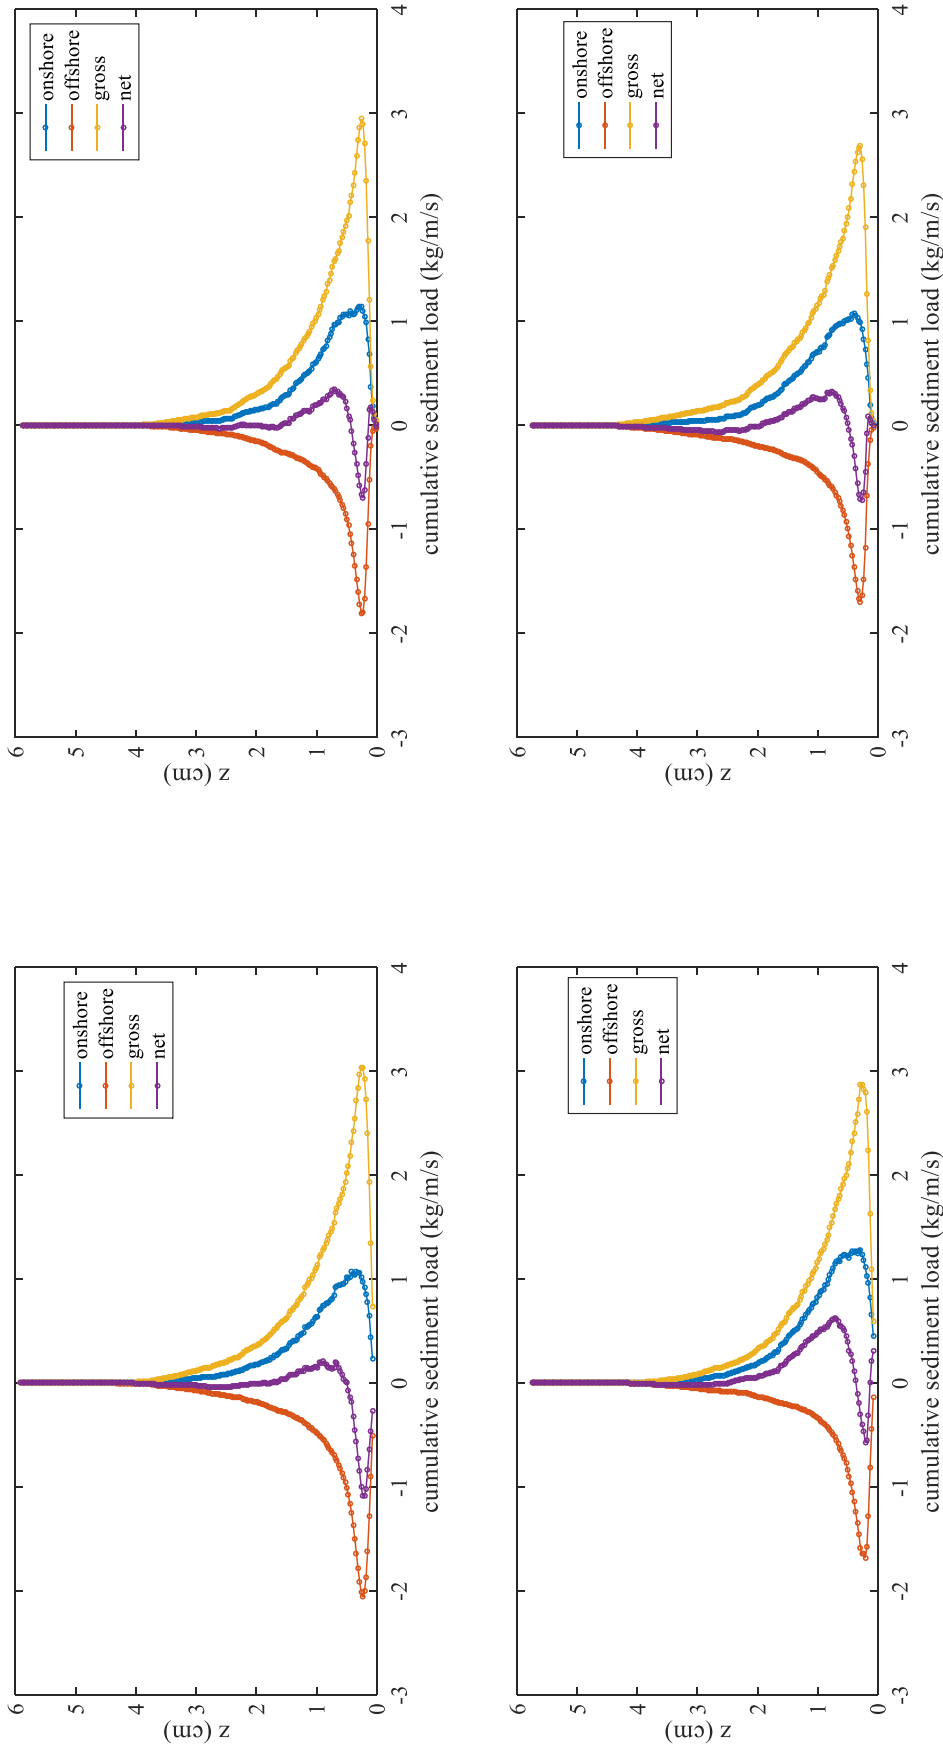 6
5
4
3
2
1
0
z (cm)
onshore
offshore
gross
net
-3 -2 -1 0 1 2 3 4
cumulative sediment load (kg/m/s)
6
5
4
3
2
1
0
z (cm)
onshore
offshore
gross
net
-3 -2 -1 0 1 2 3 4
cumulative sediment load (kg/m/s)
6
5
4
3
2
1
0
z (cm)
onshore
offshore
gross
net
-3 -2 -1 0 1 2 3 4
cumulative sediment load (kg/m/s)
6
5
4
3
2
1
0
z (cm)
onshore
offshore
gross
net
-3 -2 -1 0 1 2 3 4
cumulative sediment load (kg/m/s)